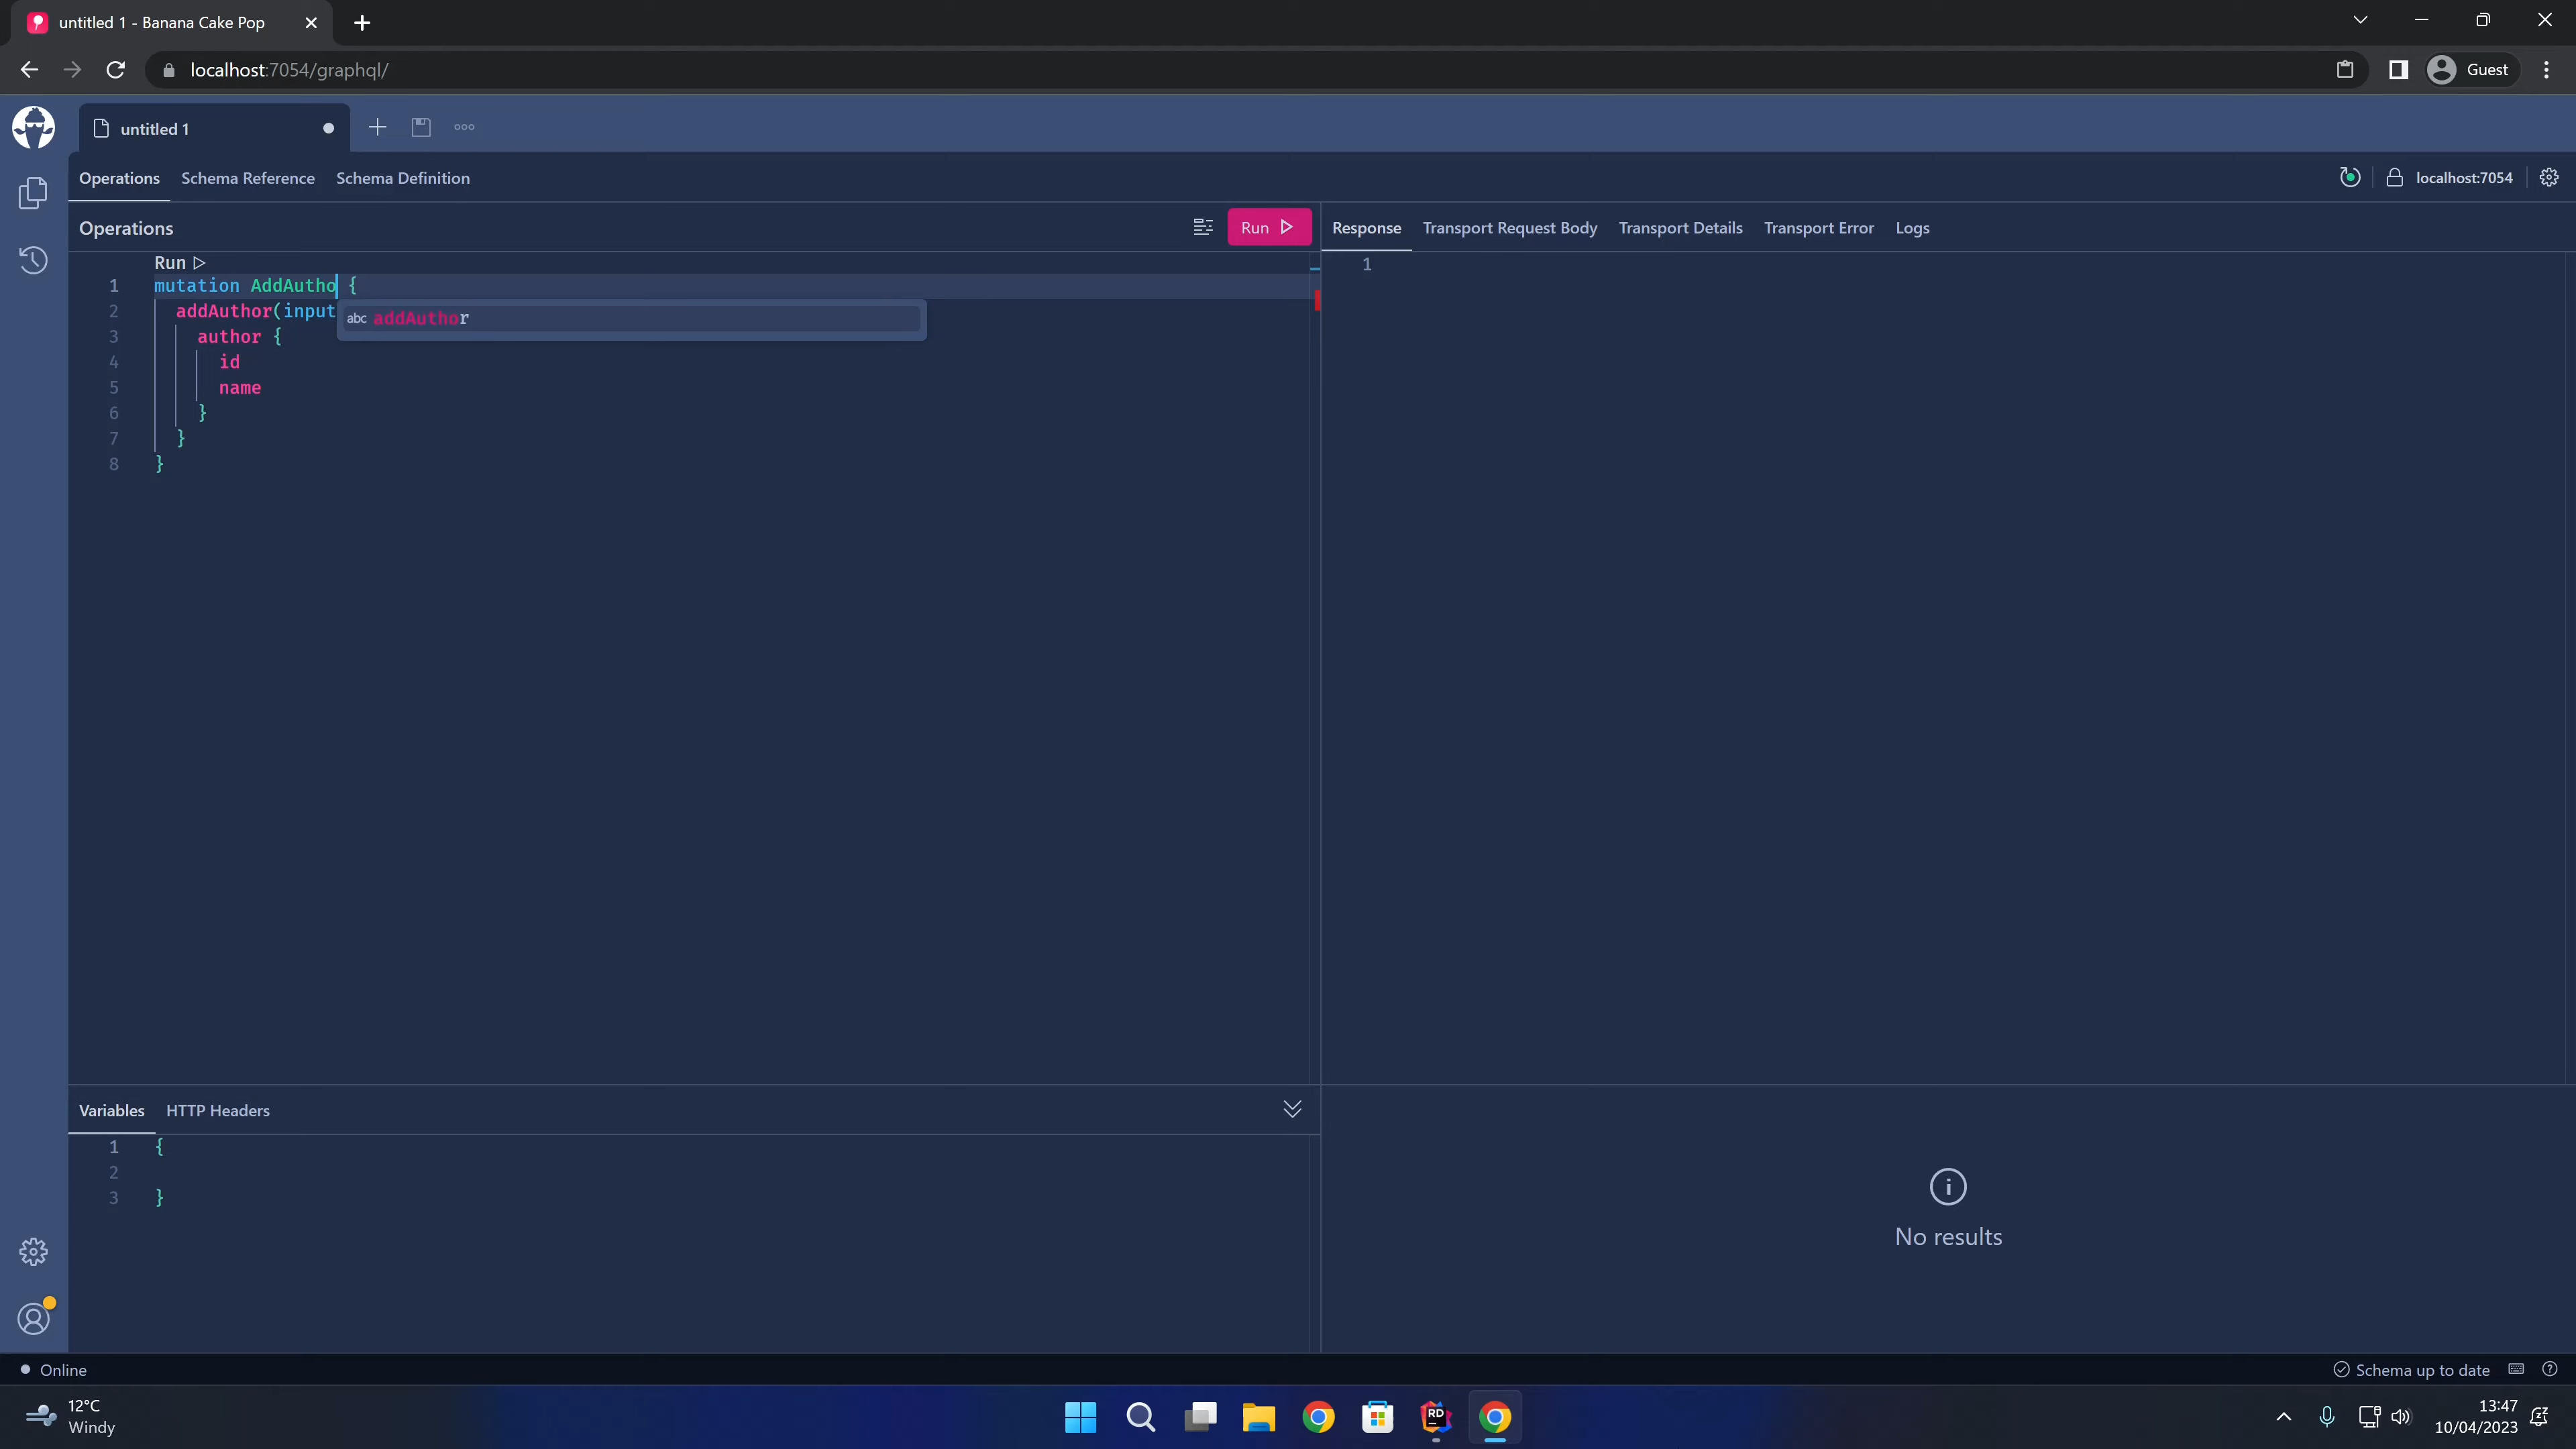 untitled 1 - Banana Cake Pop
localhost:7054/graphql/
Guest
untitled 1
Operations Schema Reference Schema Definition
localhost:7054
Operations
Run
Response Transport Request Body Transport Details Transport Error Logs
Run
1 mutation AddAutho {
2 addAuthor(input
abc addAuthor
3 author {
4 id
5 name
6 }
7 }
8 }
1
Variables HTTP Headers
1 {
2
3 }
No results
Online
Schema up to date
12°C
Windy
RD
13:47
10/04/2023